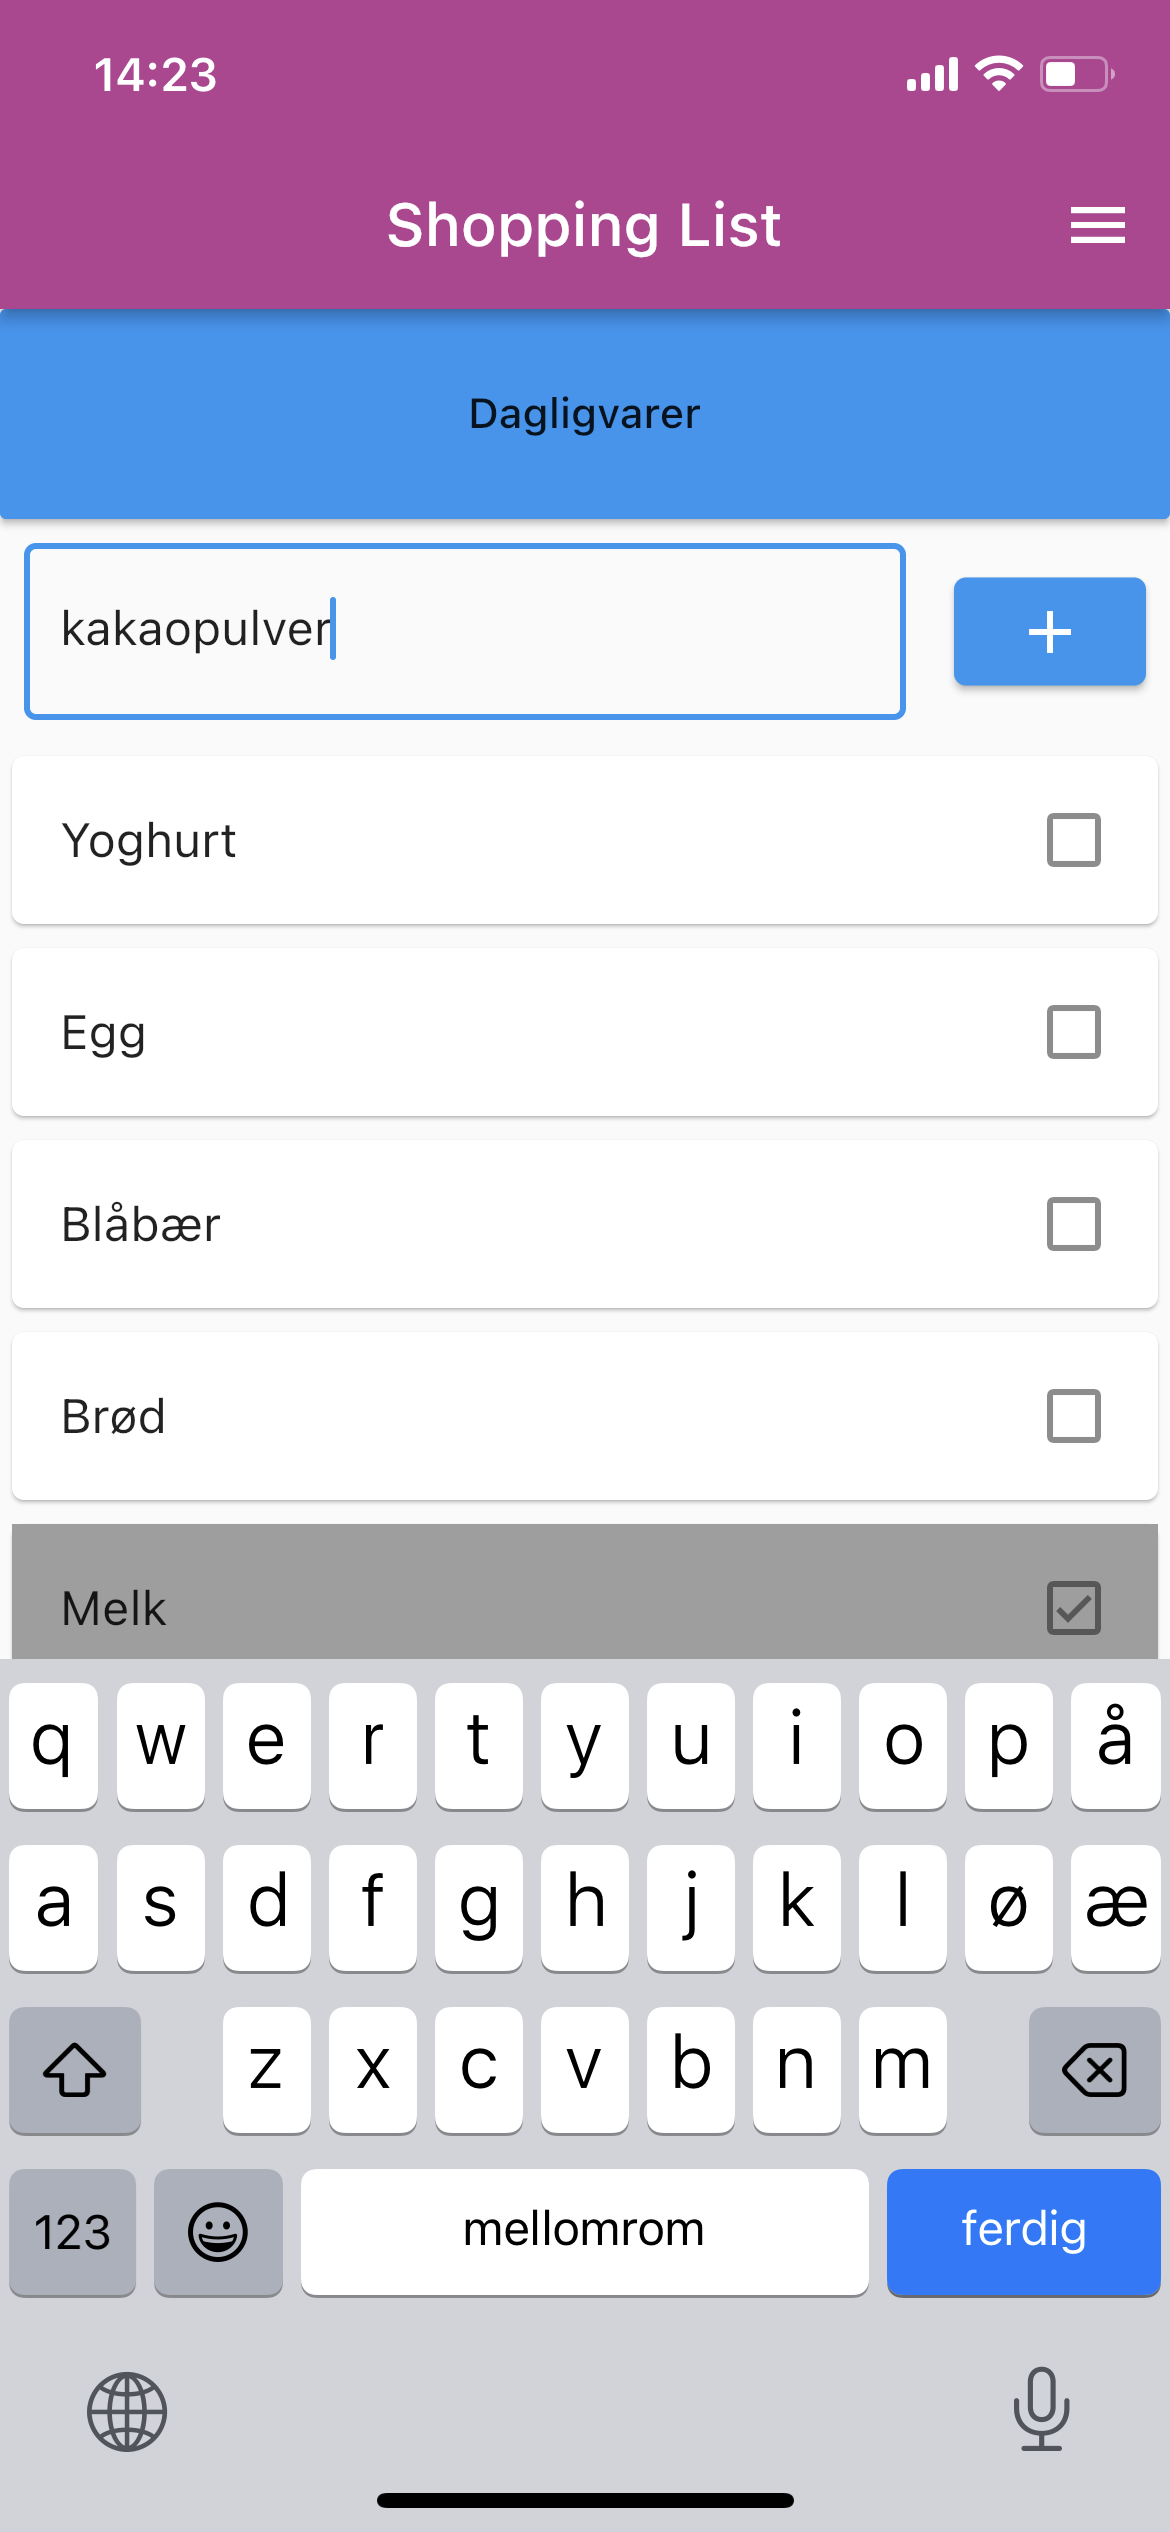 14:23
Shopping List
Dagligvarer
kakaopulver
Yoghurt
Egg
Blåbær
Brød
Melk
q w e r t y u i o p å
a s d f g h j k l ø æ
z x c v b n m
123 mellomrom ferdig